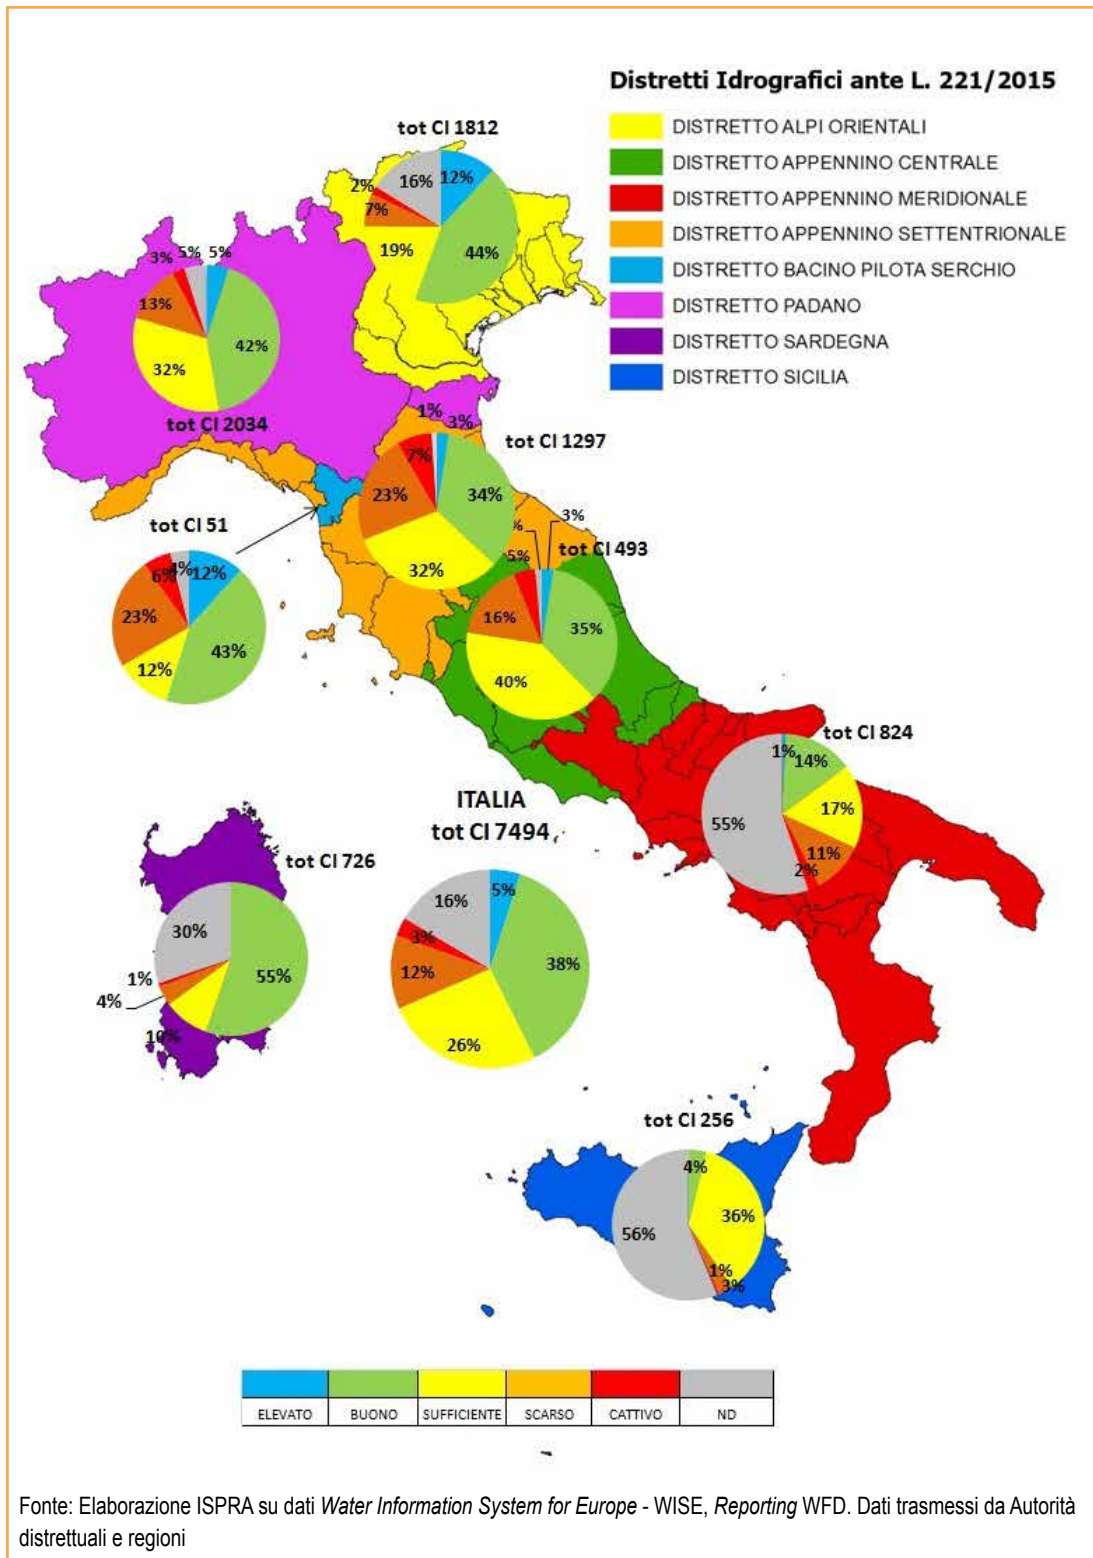 Distretti Idrografici ante L. 221/2015
DISTRETTO ALPI ORIENTALI
DISTRETTO APPENNINO CENTRALE
DISTRETTO APPENNINO MERIDIONALE
DISTRETTO APPENNINO SETTENTRIONALE
DISTRETTO BACINO PILOTA SERCHIO
DISTRETTO PADANO
DISTRETTO SARDEGNA
DISTRETTO SICILIA
tot CI 1812
12%
44%
19%
7%
2%
16%
5%
42%
32%
13%
3%
5%
tot CI 2034
tot CI 1297
3%
34%
32%
23%
7%
1%
tot CI 51
12%
43%
12%
23%
6%
4%
tot CI 493
3%
35%
40%
16%
5%
%
tot CI 824
1%
14%
17%
11%
2%
55%
ITALIA
tot CI 7494
5%
38%
26%
12%
3%
16%
tot CI 726
55%
10%
4%
1%
30%
tot CI 256
4%
36%
1%
3%
56%
ELEVATO BUONO SUFFICIENTE SCARSO CATTIVO ND
Fonte: Elaborazione ISPRA su dati Water Information System for Europe - WISE, Reporting WFD. Dati trasmessi da Autorità
distrettuali e regioni